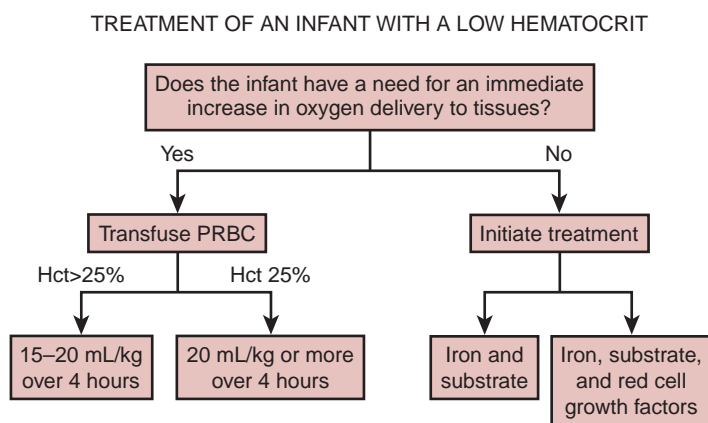 TREATMENT OF AN INFANT WITH A LOW HEMATOCRIT
Does the infant have a need for an immediate
increase in oxygen delivery to tissues?
Yes
No
Transfuse PRBC
Initiate treatment
Hct>25%
Hct 25%
15–20 mL/kg
over 4 hours
20 mL/kg or more
over 4 hours
Iron and
substrate
Iron, substrate,
and red cell
growth factors